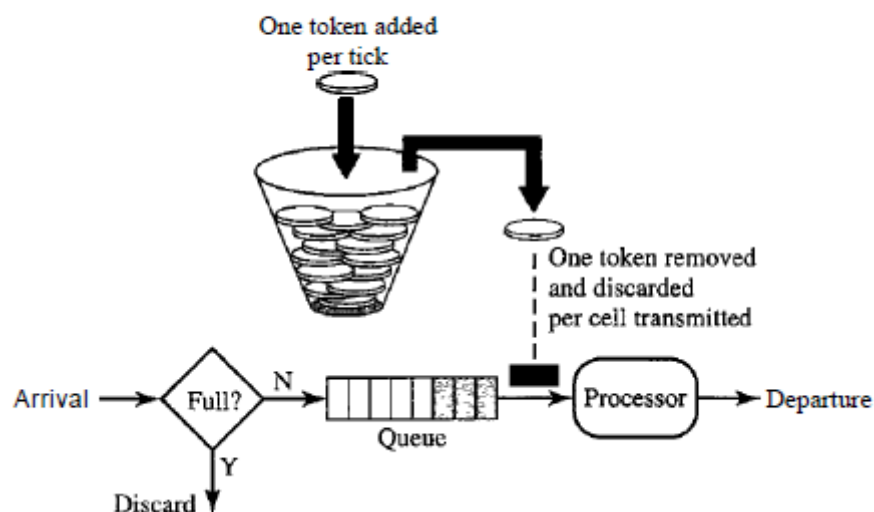 One token added
per tick
One token removed
and discarded
per cell transmitted
Arrival
Full?
N
Queue
Processor
Departure
Y
Discard